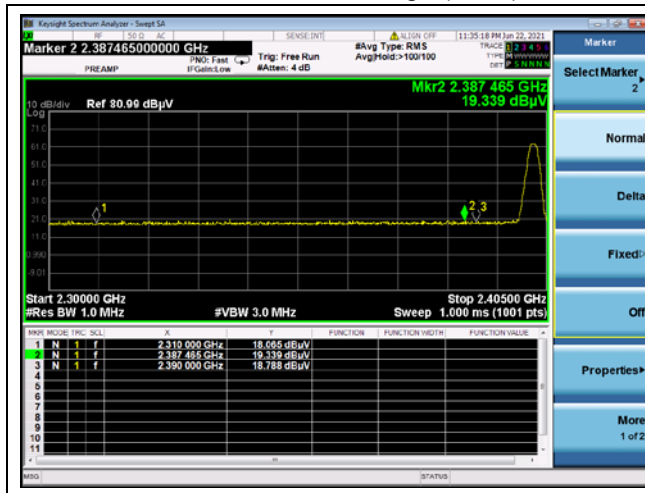 Keysight Spectrum Analyzer - Swept SA
RF 50 Ω AC SENSE:INT ALIGN OFF 11:35:18 PM Jun 22, 2021
Marker 2 2.387465000000 GHz
PREAMP
PNO: Fast
IFGain:Low
Trig: Free Run
#Atten: 4 dB
#Avg Type: RMS
Avg|Hold:>100/100
TRACE 1 2 3 4 5
TYPE
DET P S N N N N
Mkr2 2.387 465 GHz
19.339 dBµV
10 dB/div Ref 80.99 dBµV
Log
71.0
61.0
51.0
41.0
31.0
21.0
11.0
0.990
-9.01
1
2
3
Start 2.30000 GHz
Stop 2.40500 GHz
#Res BW 1.0 MHz
#VBW 3.0 MHz
Sweep 1.000 ms (1001 pts)
MKR MODE TRC SCL X Y FUNCTION FUNCTION WIDTH FUNCTION VALUE
1 N 1 f 2.310 000 GHz 18.065 dBµV
2 N 1 f 2.387 465 GHz 19.339 dBµV
3 N 1 f 2.390 000 GHz 18.788 dBµV
4
5
6
7
8
9
10
11
MSG
STATUS
Marker
Select Marker
2
Normal
Delta
Fixed
Off
Properties
More
1 of 2